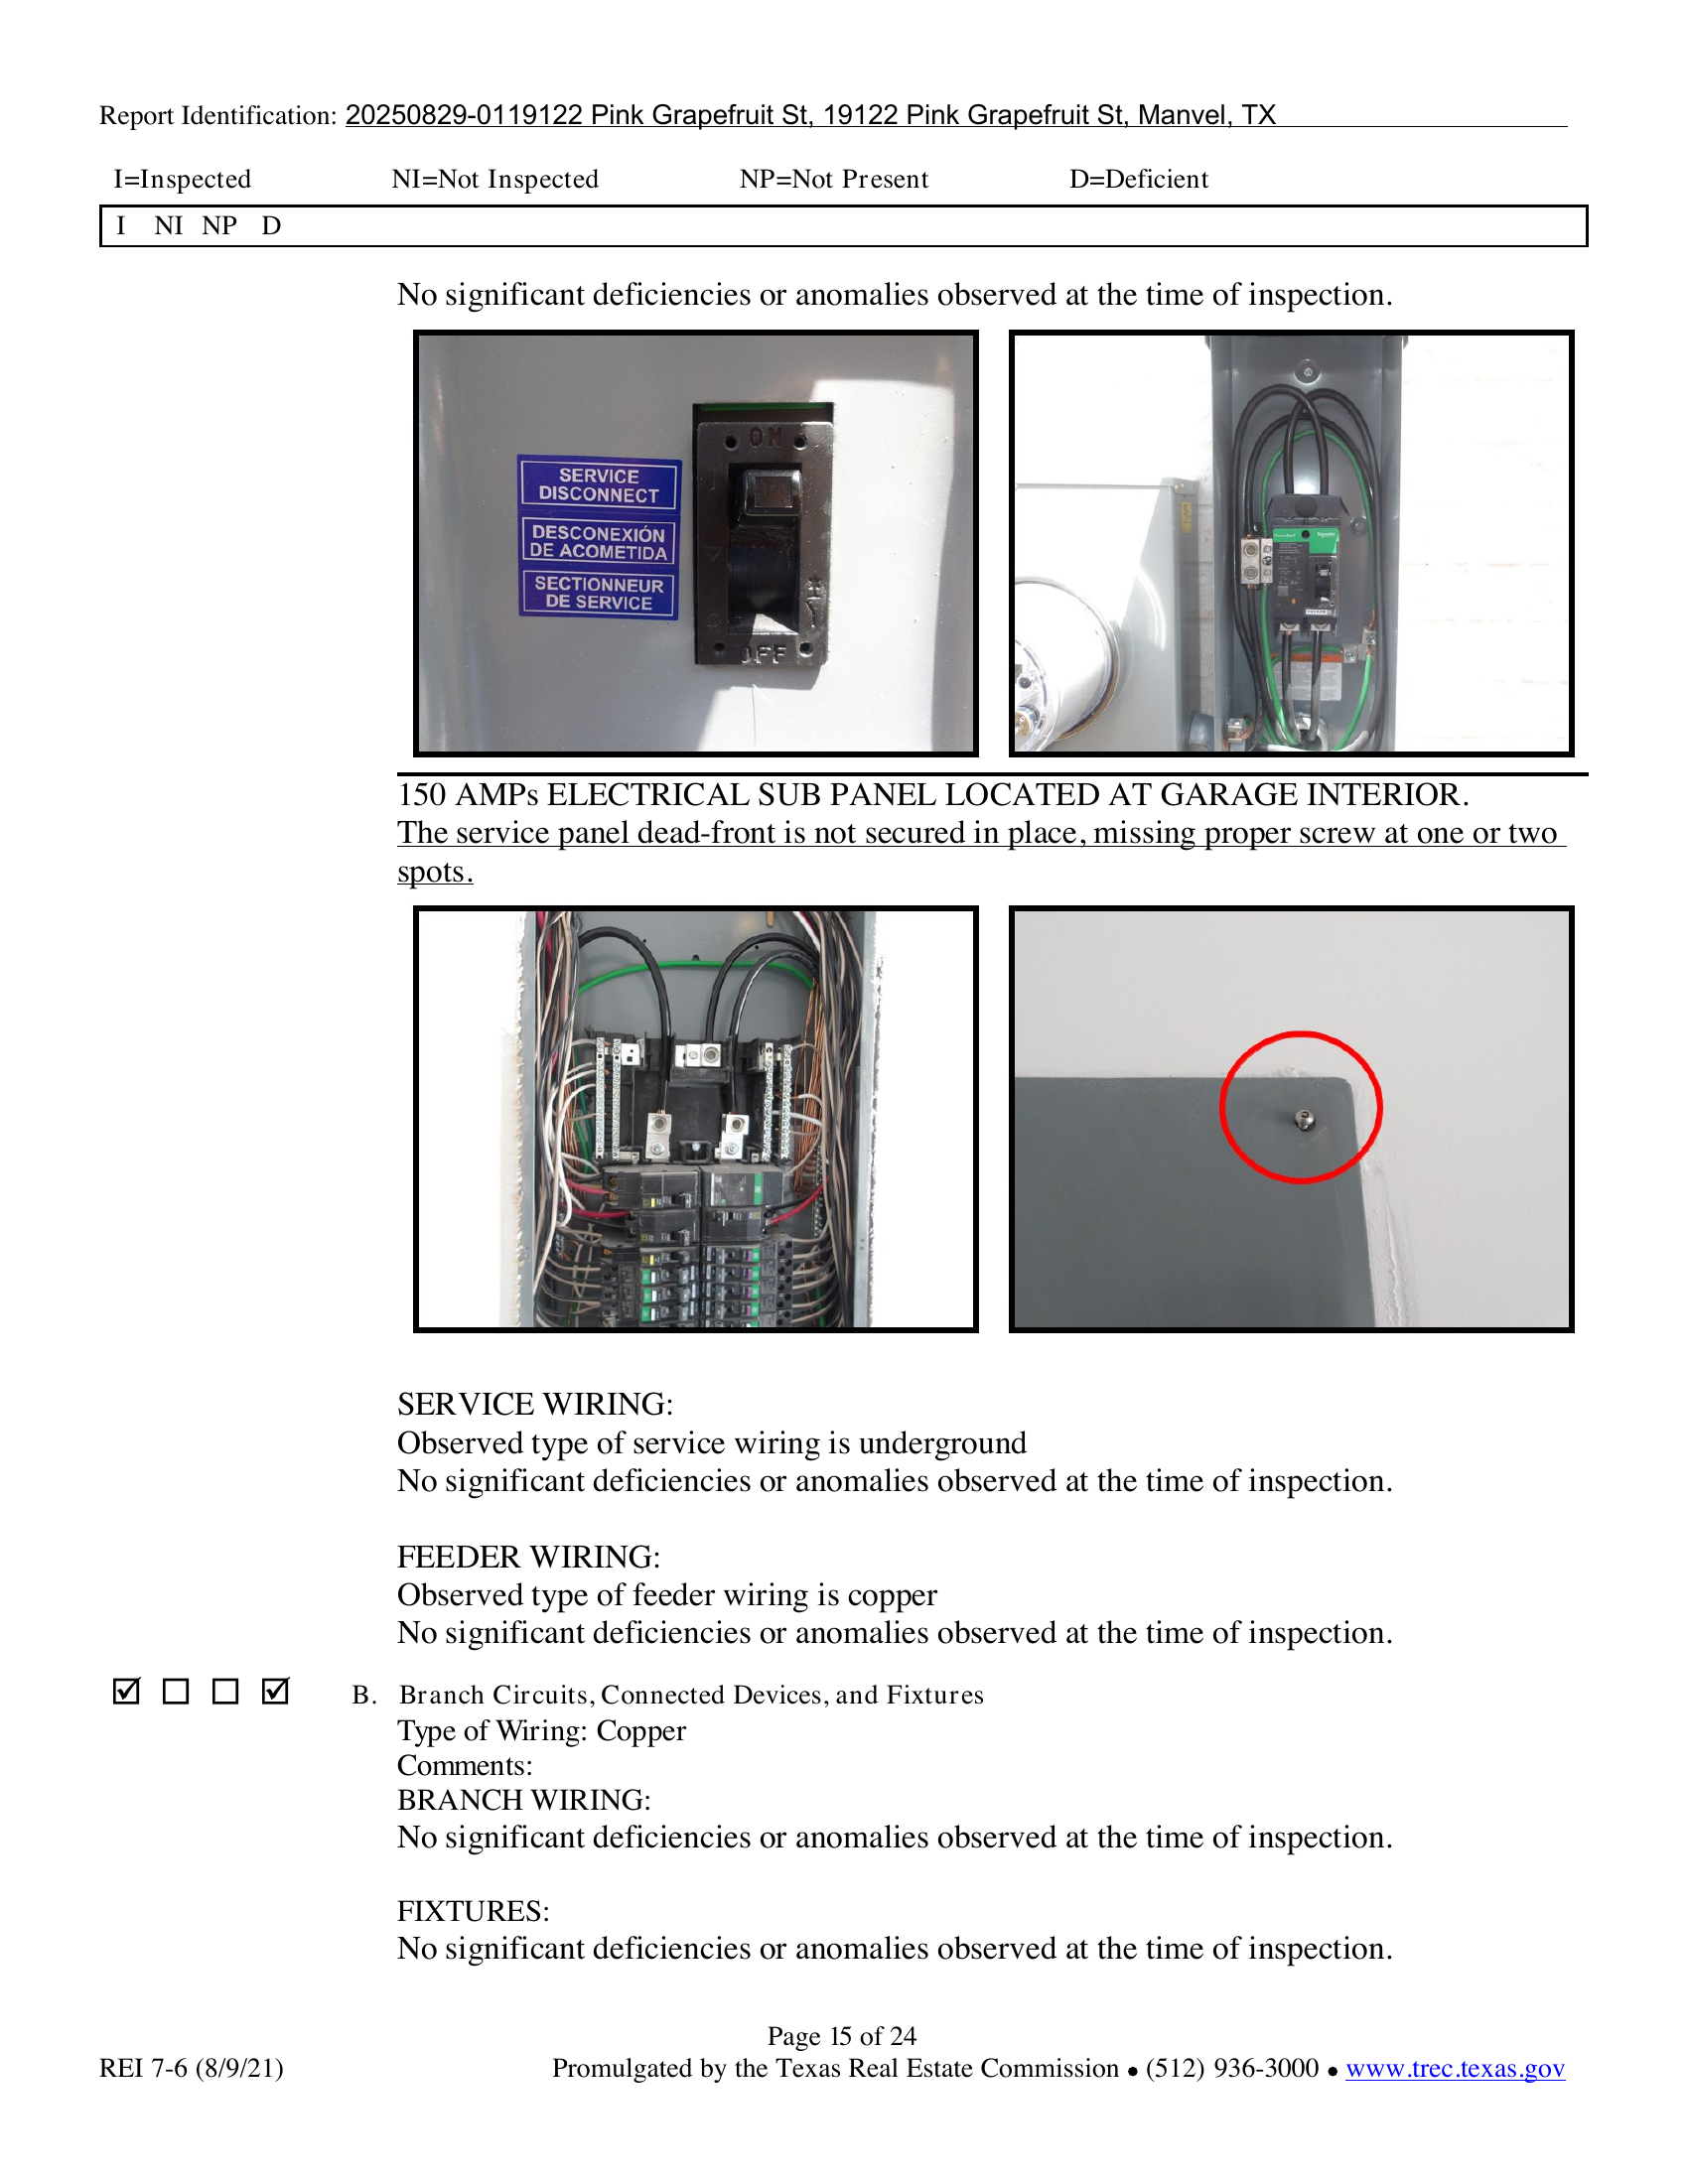 Report Identification: 20250829-0119122 Pink Grapefruit St, 19122 Pink Grapefruit St, Manvel, TX
I=Inspected NI=Not Inspected NP=Not Present D=Deficient
I NI NP D
No significant deficiencies or anomalies observed at the time of inspection.
SERVICE
DISCONNECT
DESCONEXIÓN
DE ACOMETIDA
SECTIONNEUR
DE SERVICE
ON
OFF
150 AMPs ELECTRICAL SUB PANEL LOCATED AT GARAGE INTERIOR.
The service panel dead-front is not secured in place, missing proper screw at one or two
spots.
SERVICE WIRING:
Observed type of service wiring is underground
No significant deficiencies or anomalies observed at the time of inspection.
FEEDER WIRING:
Observed type of feeder wiring is copper
No significant deficiencies or anomalies observed at the time of inspection.
B. Branch Circuits, Connected Devices, and Fixtures
Type of Wiring: Copper
Comments:
BRANCH WIRING:
No significant deficiencies or anomalies observed at the time of inspection.
FIXTURES:
No significant deficiencies or anomalies observed at the time of inspection.
Page 15 of 24
REI 7-6 (8/9/21) Promulgated by the Texas Real Estate Commission ● (512) 936-3000 ● www.trec.texas.gov